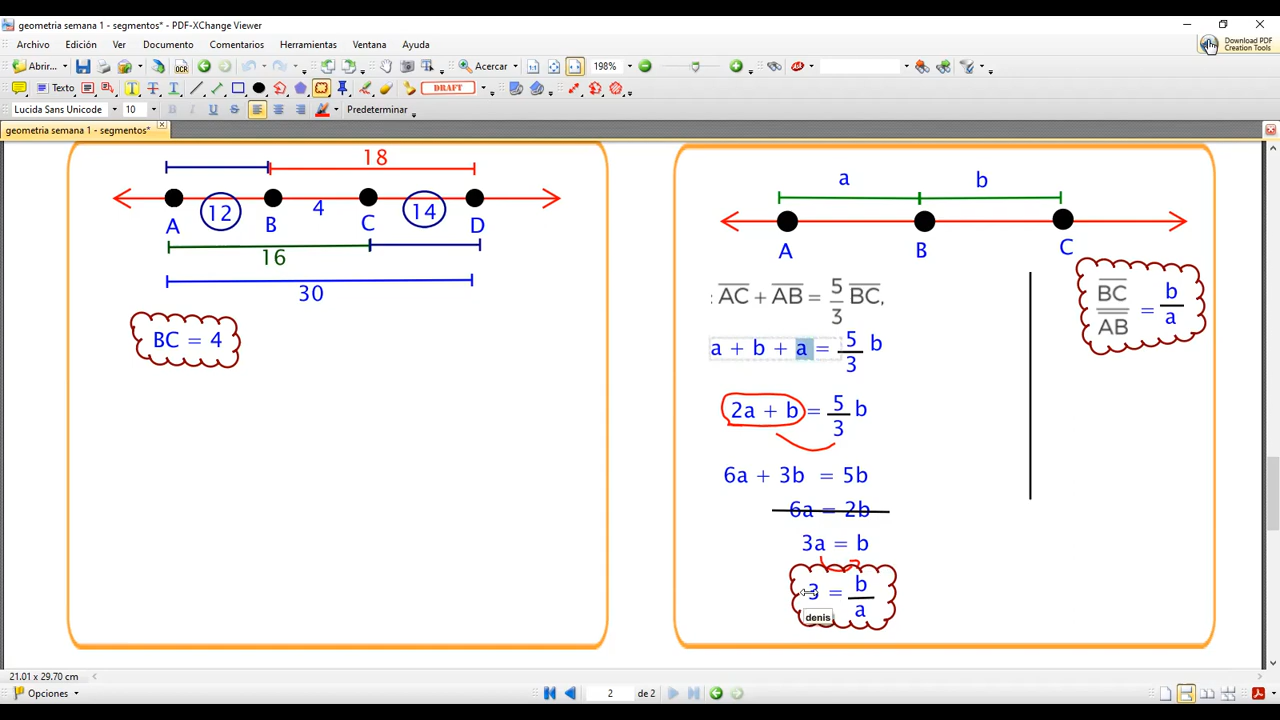 geometria semana 1 - segmentos* - PDF-XChange Viewer
Archivo Edición Ver Documento Comentarios Herramientas Ventana Ayuda
Download PDF
Creation Tools
Abrir... OCR Acercar 198%
Texto DRAFT
Lucida Sans Unicode 10 B I U Predeterminar
geometria semana 1 - segmentos*
18
12 4 14
A B C D
16
30
BC = 4
a b
A B C
: AC + AB = 5/3 BC,
a + b + a = 5/3 b
2a + b = 5/3 b
6a + 3b = 5b
6a = 2b
3a = b
3 = b/a
denis
BC/AB = b/a
21.01 x 29.70 cm
Opciones 2 de 2